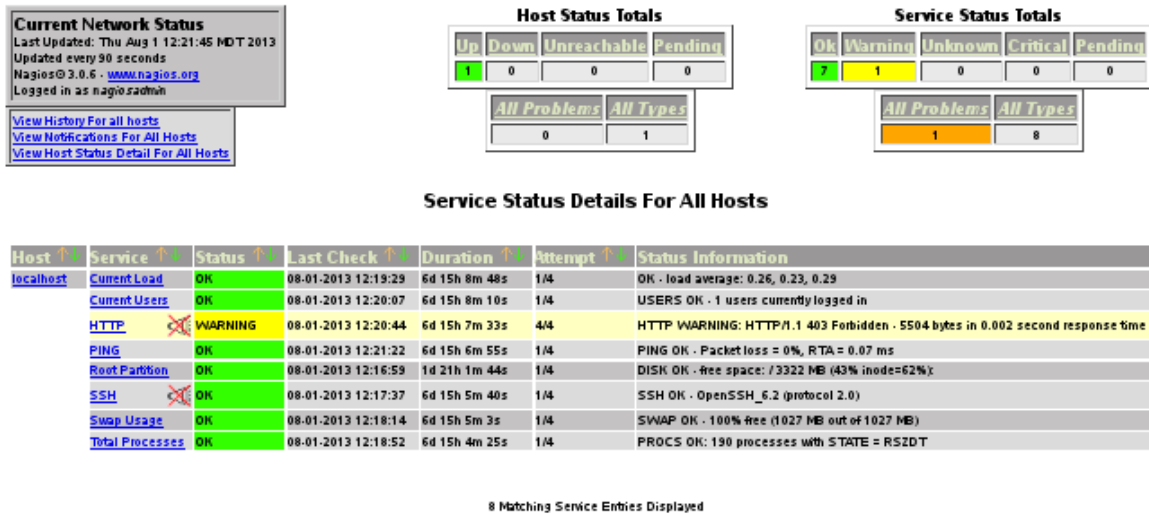 Current Network Status
Last Updated: Thu Aug 1 12:21:45 MDT 2013
Updated every 90 seconds
Nagios® 3.0.6 - www.nagios.org
Logged in as nagiosadmin
View History For all hosts
View Notifications For All Hosts
View Host Status Detail For All Hosts
Host Status Totals
Up Down Unreachable Pending
1 0 0 0
All Problems All Types
0 1
Service Status Totals
Ok Warning Unknown Critical Pending
7 1 0 0 0
All Problems All Types
1 8
Service Status Details For All Hosts
Host Service Status Last Check Duration Attempt Status Information
localhost Current Load OK 08-01-2013 12:19:29 6d 15h 8m 48s 1/4 OK - load average: 0.26, 0.23, 0.29
Current Users OK 08-01-2013 12:20:07 6d 15h 8m 10s 1/4 USERS OK - 1 users currently logged in
HTTP WARNING 08-01-2013 12:20:44 6d 15h 7m 33s 4/4 HTTP WARNING: HTTP/1.1 403 Forbidden - 5504 bytes in 0.002 second response time
PING OK 08-01-2013 12:21:22 6d 15h 6m 55s 1/4 PING OK - Packet loss = 0%, RTA = 0.07 ms
Root Partition OK 08-01-2013 12:16:59 1d 21h 1m 44s 1/4 DISK OK - free space: / 3322 MB (43% inode=62%):
SSH OK 08-01-2013 12:17:37 6d 15h 5m 40s 1/4 SSH OK - OpenSSH_6.2 (protocol 2.0)
Swap Usage OK 08-01-2013 12:18:14 6d 15h 5m 3s 1/4 SWAP OK - 100% free (1027 MB out of 1027 MB)
Total Processes OK 08-01-2013 12:18:52 6d 15h 4m 25s 1/4 PROCS OK: 190 processes with STATE = RSZDT
8 Matching Service Entries Displayed